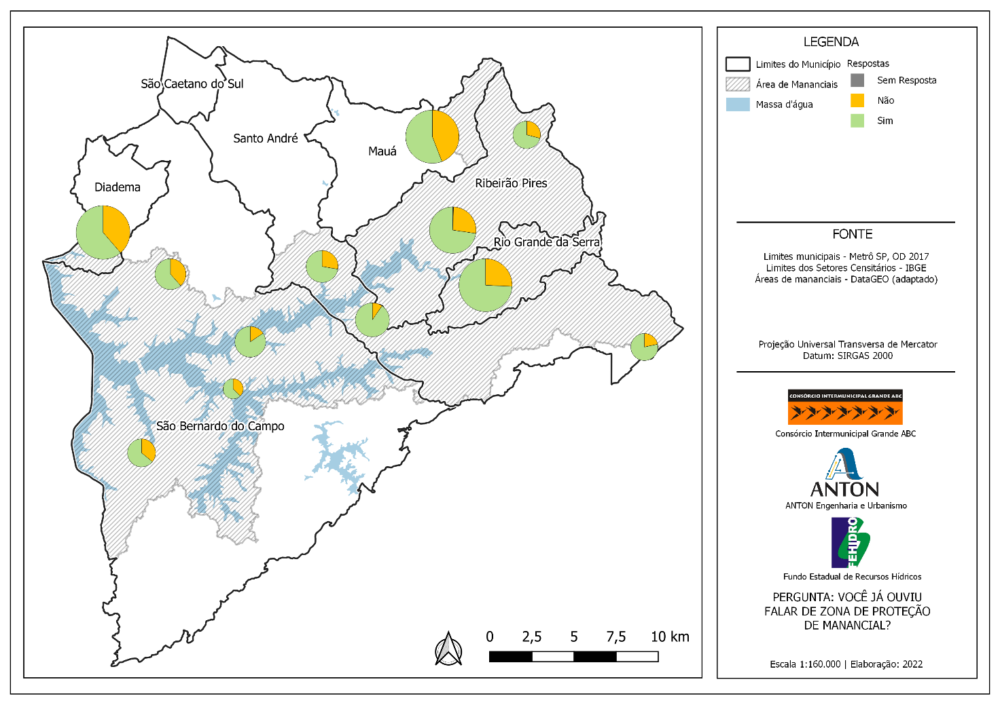 São Caetano do Sul
Santo André
Mauá
Diadema
Ribeirão Pires
Rio Grande da Serra
São Bernardo do Campo
0 2,5 5 7,5 10 km
LEGENDA
Limites do Município
Área de Mananciais
Massa d'água
Respostas
Sem Resposta
Não
Sim
FONTE
Limites municipais - Metrô SP, OD 2017
Limites dos Setores Censitários - IBGE
Áreas de mananciais - DataGEO (adaptado)
Projeção Universal Transversa de Mercator
Datum: SIRGAS 2000
CONSÓRCIO INTERMUNICIPAL GRANDE ABC
Consórcio Intermunicipal Grande ABC
ANTON
ANTON Engenharia e Urbanismo
FEHIDRO
Fundo Estadual de Recursos Hídricos
PERGUNTA: VOCÊ JÁ OUVIU
FALAR DE ZONA DE PROTEÇÃO
DE MANANCIAL?
Escala 1:160.000 | Elaboração: 2022